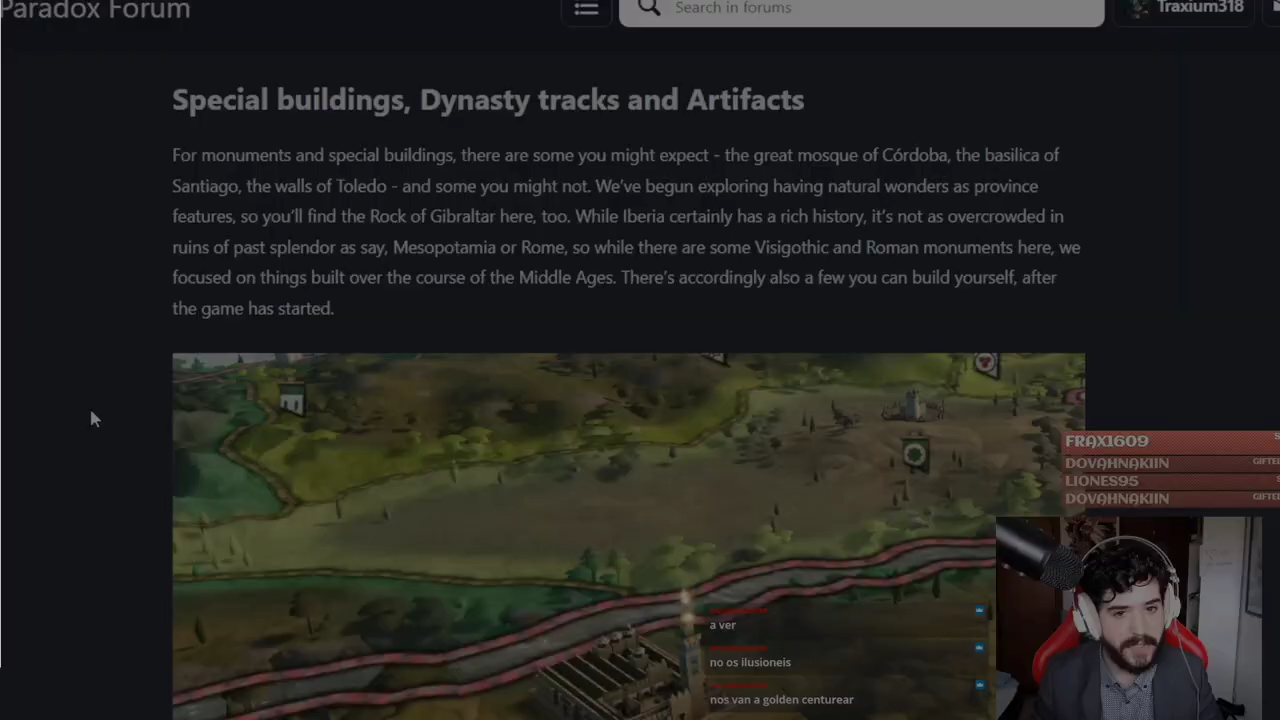 Paradox Forum
Search in forums
Traxium318
Special buildings, Dynasty tracks and Artifacts
For monuments and special buildings, there are some you might expect - the great mosque of Córdoba, the basilica of
Santiago, the walls of Toledo - and some you might not. We've begun exploring having natural wonders as province
features, so you'll find the Rock of Gibraltar here, too. While Iberia certainly has a rich history, it's not as overcrowded in
ruins of past splendor as say, Mesopotamia or Rome, so while there are some Visigothic and Roman monuments here, we
focused on things built over the course of the Middle Ages. There's accordingly also a few you can build yourself, after
the game has started.
FRAX1609
DOVAHNAKIIN GIFTE
LIONES95
DOVAHNAKIIN GIFTE
a ver
no os ilusioneis
nos van a golden centurear